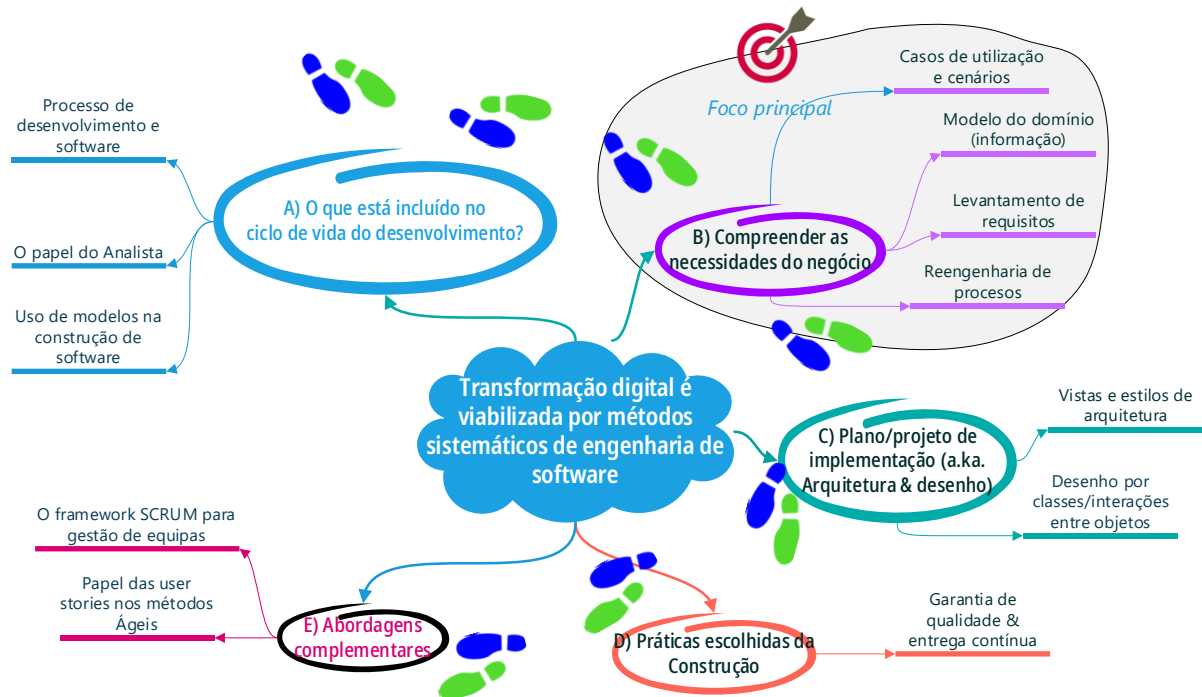 Processo de
desenvolvimento e
software
O papel do Analista
Uso de modelos na
construção de
software
A) O que está incluído no
ciclo de vida do desenvolvimento?
Foco principal
Casos de utilização
e cenários
Modelo do domínio
(informação)
Levantamento de
requisitos
Reengenharia de
procesos
B) Compreender as
necessidades do negócio
Transformação digital é
viabilizada por métodos
sistemáticos de engenharia de
software
C) Plano/projeto de
implementação (a.ka.
Arquitetura & desenho)
Vistas e estilos de
arquitetura
Desenho por
classes/interações
entre objetos
O framework SCRUM para
gestão de equipas
Papel das user
stories nos métodos
Ágeis
E) Abordagens
complementares
D) Práticas escolhidas da
Construção
Garantia de
qualidade &
entrega contínua